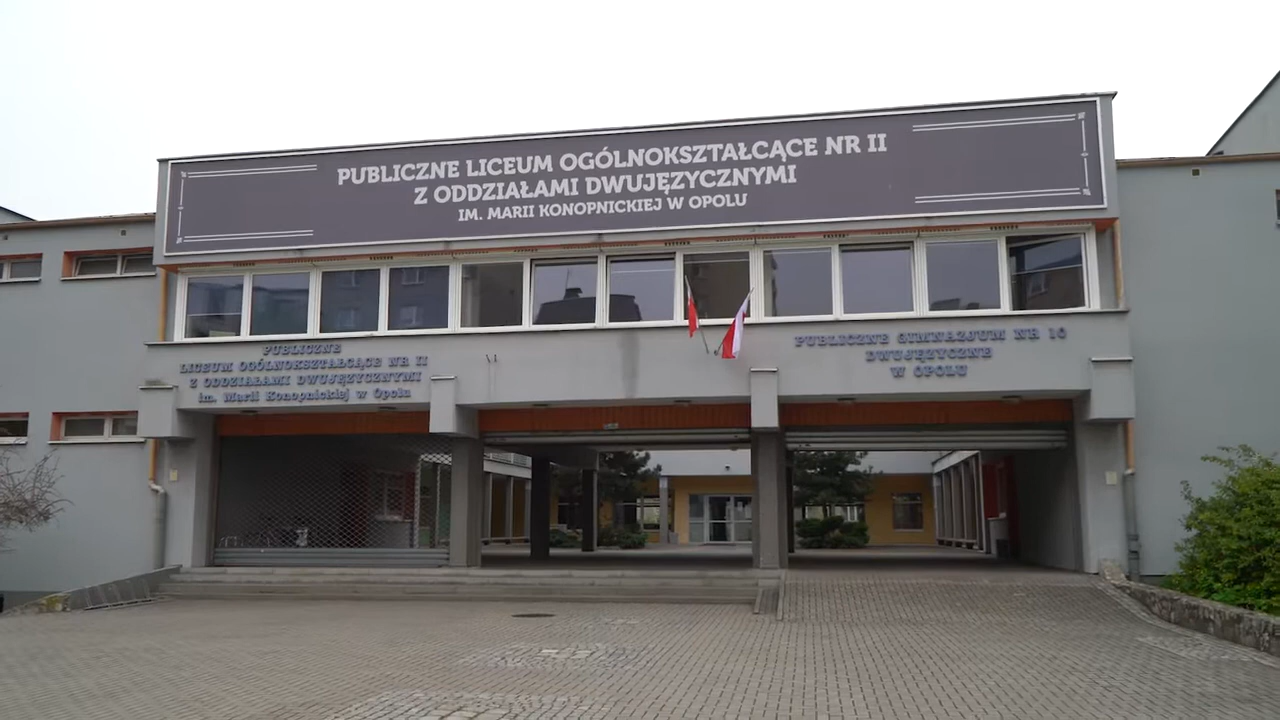 PUBLICZNE LICEUM OGÓLNOKSZTAŁCĄCE NR II
Z ODDZIAŁAMI DWUJĘZYCZNYMI
IM. MARII KONOPNICKIEJ W OPOLU
PUBLICZNE
LICEUM OGÓLNOKSZTAŁCĄCE NR II
Z ODDZIAŁAMI DWUJĘZYCZNYMI
im. Marii Konopnickiej w Opolu
PUBLICZNE GIMNAZJUM NR 10
DWUJĘZYCZNE
W OPOLU